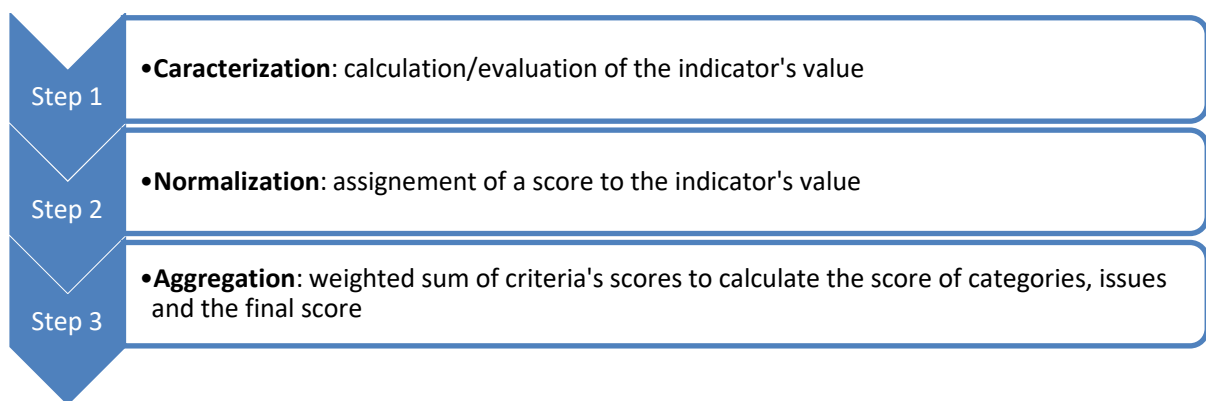 Step 1
•Caracterization: calculation/evaluation of the indicator's value
Step 2
•Normalization: assignement of a score to the indicator's value
Step 3
•Aggregation: weighted sum of criteria's scores to calculate the score of categories, issues
and the final score